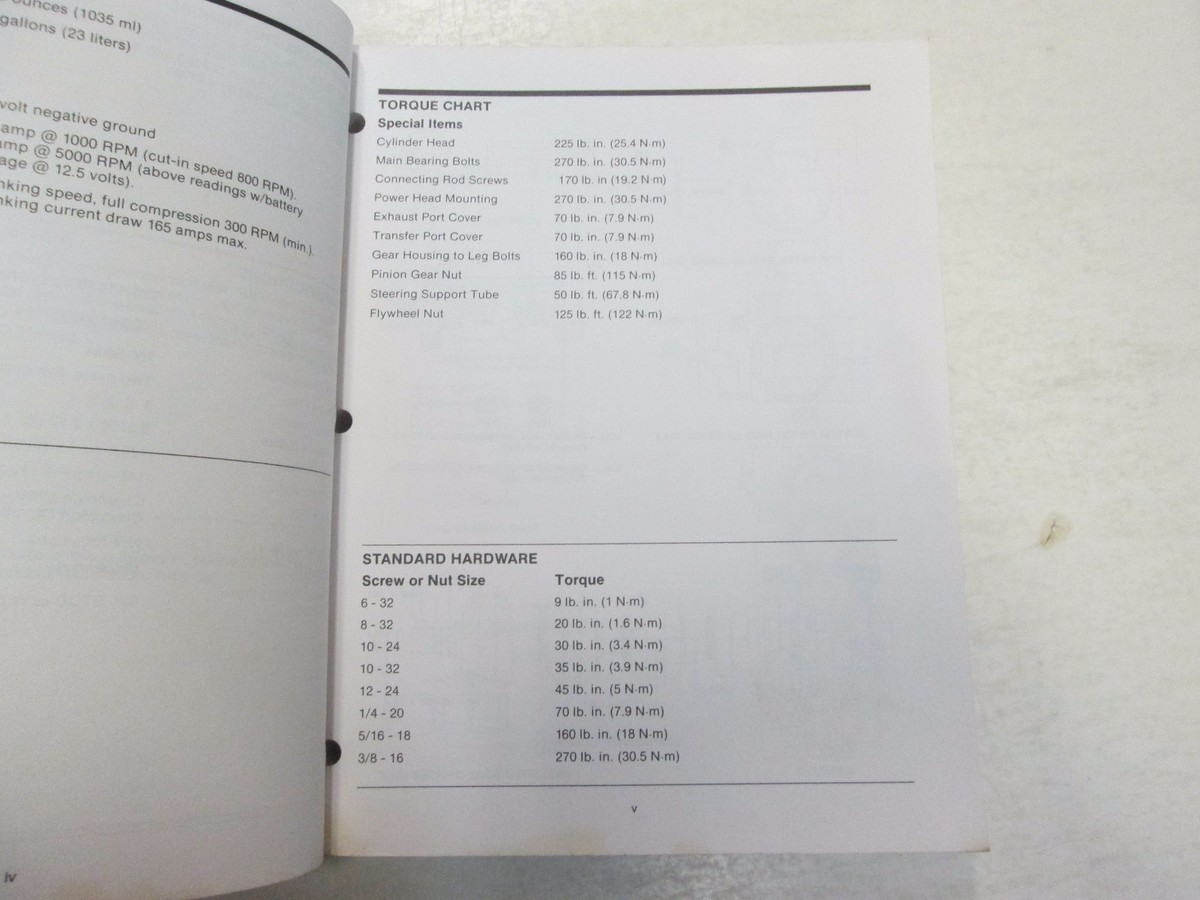 ounces (1035 ml)
gallons (23 liters)
volt negative ground
amp @ 1000 RPM (cut-in speed 800 RPM).
amp @ 5000 RPM (above readings w/battery
age @ 12.5 volts).
nking speed, full compression 300 RPM (min.).
nking current draw 165 amps max.
iv
TORQUE CHART
Special Items
Cylinder Head 225 lb. in. (25.4 N·m)
Main Bearing Bolts 270 lb. in. (30.5 N·m)
Connecting Rod Screws 170 lb. in (19.2 N·m)
Power Head Mounting 270 lb. in. (30.5 N·m)
Exhaust Port Cover 70 lb. in. (7.9 N·m)
Transfer Port Cover 70 lb. in. (7.9 N·m)
Gear Housing to Leg Bolts 160 lb. in. (18 N·m)
Pinion Gear Nut 85 lb. ft. (115 N·m)
Steering Support Tube 50 lb. ft. (67.8 N·m)
Flywheel Nut 125 lb. ft. (122 N·m)
STANDARD HARDWARE
Screw or Nut Size Torque
6 - 32 9 lb. in. (1 N·m)
8 - 32 20 lb. in. (1.6 N·m)
10 - 24 30 lb. in. (3.4 N·m)
10 - 32 35 lb. in. (3.9 N·m)
12 - 24 45 lb. in. (5 N·m)
1/4 - 20 70 lb. in. (7.9 N·m)
5/16 - 18 160 lb. in. (18 N·m)
3/8 - 16 270 lb. in. (30.5 N·m)
v